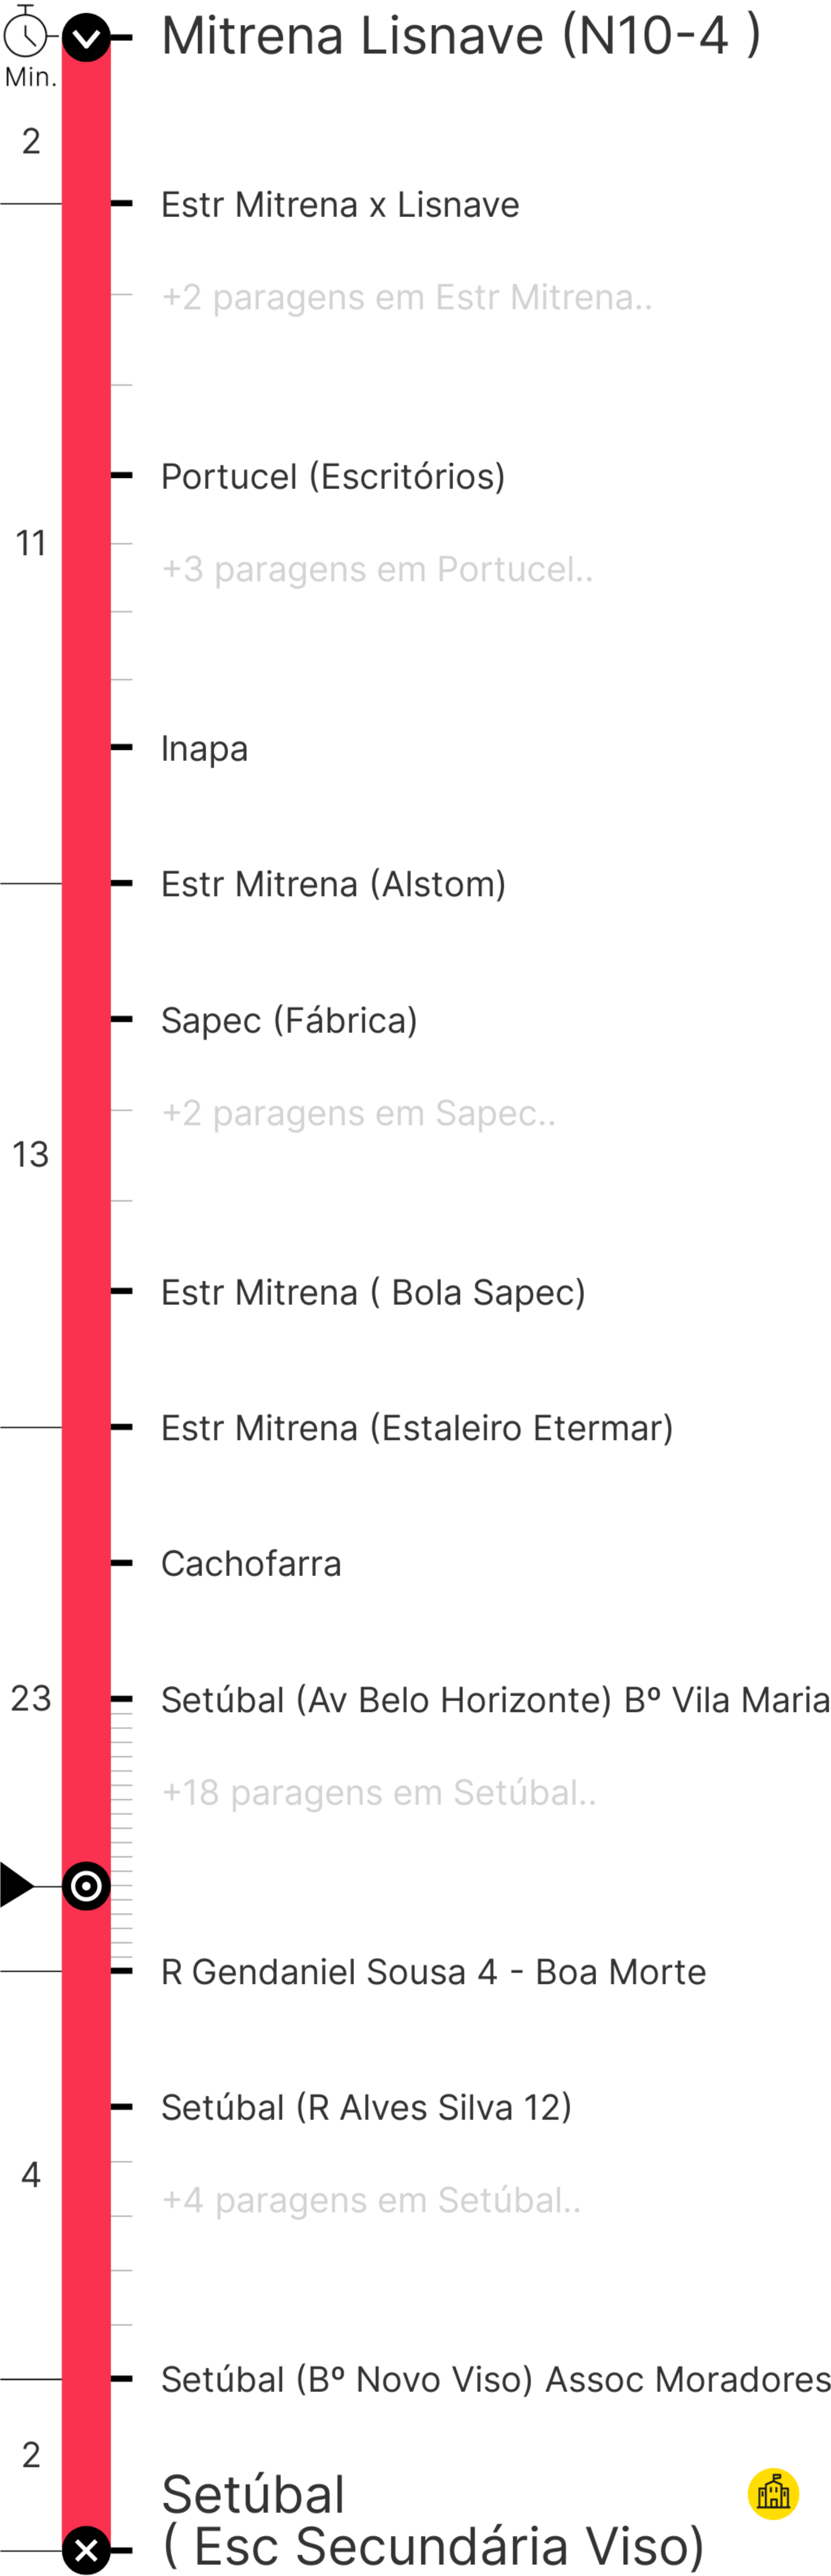 Mitrena Lisnave (N10-4 )
Min.
2
Estr Mitrena x Lisnave
+2 paragens em Estr Mitrena..
Portucel (Escritórios)
11
+3 paragens em Portucel..
Inapa
Estr Mitrena (Alstom)
Sapec (Fábrica)
+2 paragens em Sapec..
13
Estr Mitrena ( Bola Sapec)
Estr Mitrena (Estaleiro Etermar)
Cachofarra
23
Setúbal (Av Belo Horizonte) Bº Vila Maria
+18 paragens em Setúbal..
R Gendaniel Sousa 4 - Boa Morte
Setúbal (R Alves Silva 12)
4
+4 paragens em Setúbal..
Setúbal (Bº Novo Viso) Assoc Moradores
2
Setúbal
( Esc Secundária Viso)